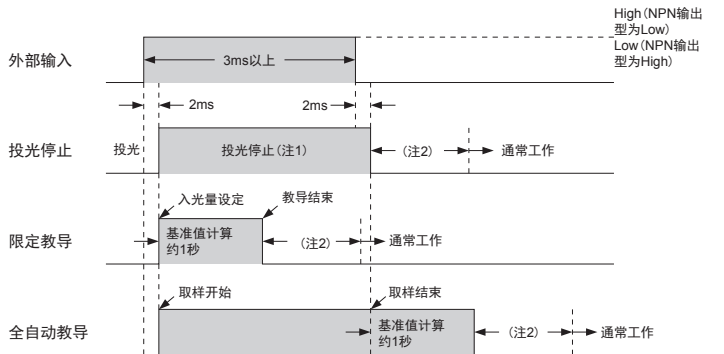 High(NPN输出
型为Low)
Low(NPN输出
型为High)
外部输入
3ms以上
2ms
2ms
投光停止
投光
投光停止(注1)
(注2)
通常工作
入光量设定
教导结束
限定教导
基准值计算
约1秒
(注2)
通常工作
取样开始
取样结束
全自动教导
基准值计算
约1秒
(注2)
通常工作